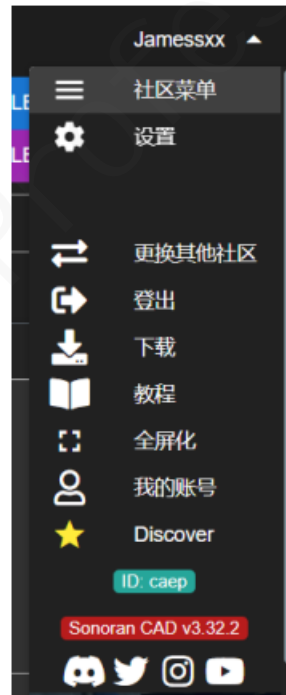 Jamessxx
社区菜单
设置
更换其他社区
登出
下载
教程
全屏化
我的账号
Discover
ID: caep
Sonoran CAD v3.32.2